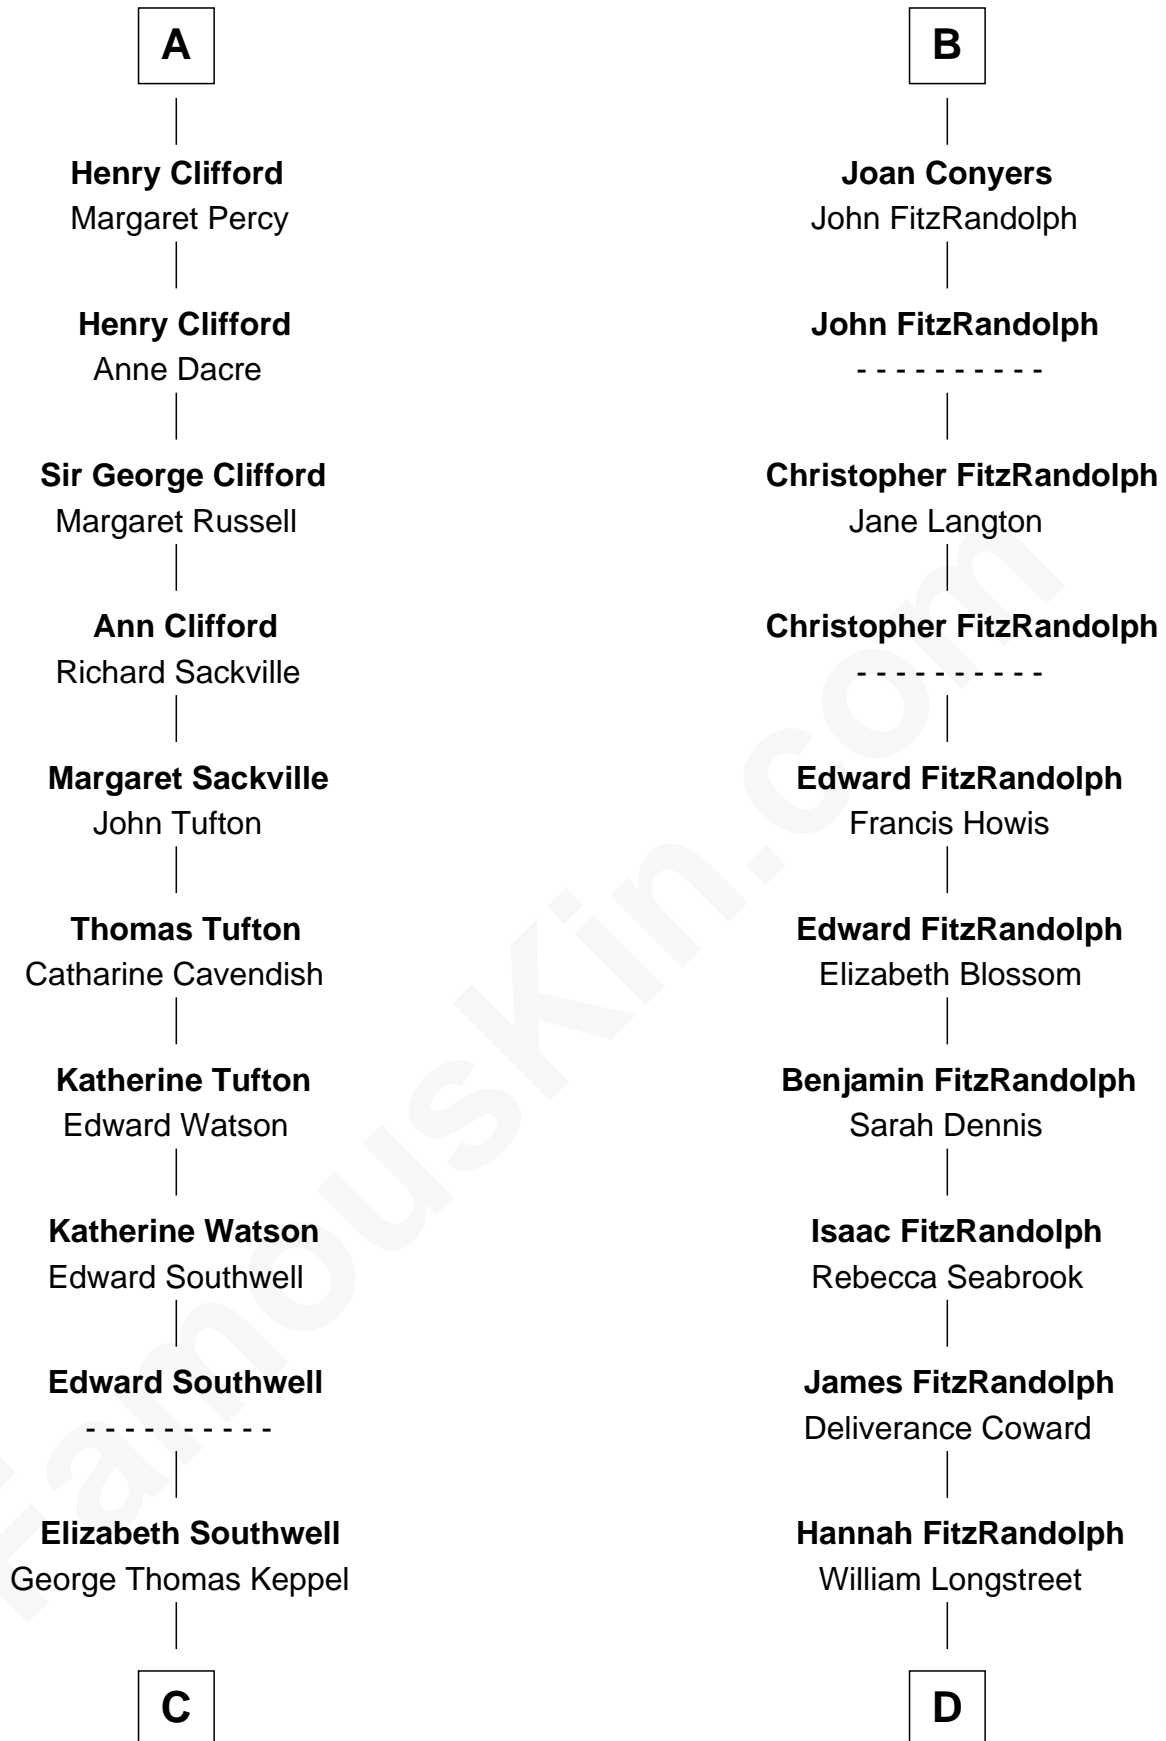 A
Henry Clifford
Margaret Percy
Henry Clifford
Anne Dacre
Sir George Clifford
Margaret Russell
Ann Clifford
Richard Sackville
Margaret Sackville
John Tufton
Thomas Tufton
Catharine Cavendish
Katherine Tufton
Edward Watson
Katherine Watson
Edward Southwell
Edward Southwell
- - - - - - - - - -
Elizabeth Southwell
George Thomas Keppel
C
B
Joan Conyers
John FitzRandolph
John FitzRandolph
- - - - - - - - - -
Christopher FitzRandolph
Jane Langton
Christopher FitzRandolph
- - - - - - - - - -
Edward FitzRandolph
Francis Howis
Edward FitzRandolph
Elizabeth Blossom
Benjamin FitzRandolph
Sarah Dennis
Isaac FitzRandolph
Rebecca Seabrook
James FitzRandolph
Deliverance Coward
Hannah FitzRandolph
William Longstreet
D
FamousKin.com